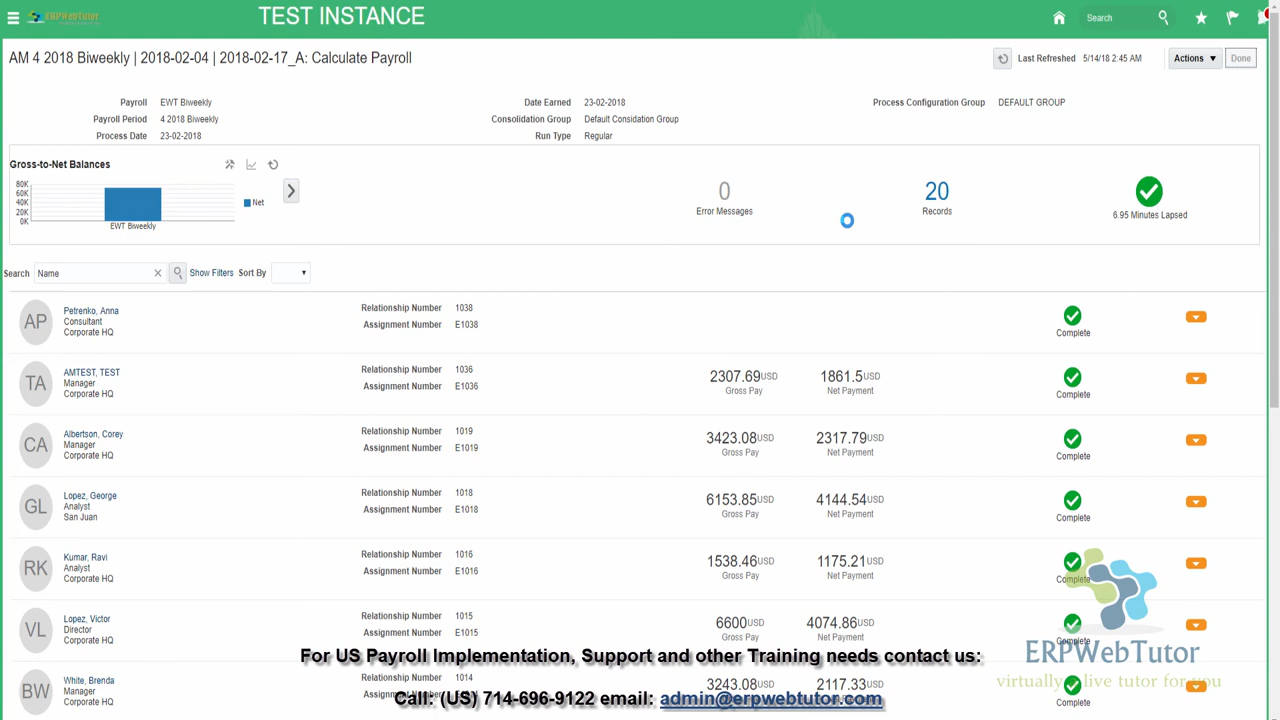 ERPWebTutor
TEST INSTANCE
Search
AM 4 2018 Biweekly | 2018-02-04 | 2018-02-17_A: Calculate Payroll
Last Refreshed 5/14/18 2:45 AM
Actions
Done
Payroll EWT Biweekly
Date Earned 23-02-2018
Process Configuration Group DEFAULT GROUP
Payroll Period 4 2018 Biweekly
Consolidation Group Default Considation Group
Process Date 23-02-2018
Run Type Regular
Gross-to-Net Balances
80K
60K
40K
20K
0K
Net
EWT Biweekly
0
Error Messages
20
Records
6.95 Minutes Lapsed
Search Name
Show Filters Sort By
AP
Petrenko, Anna
Consultant
Corporate HQ
Relationship Number 1038
Assignment Number E1038
Complete
TA
AMTEST, TEST
Manager
Corporate HQ
Relationship Number 1036
Assignment Number E1036
2307.69USD
Gross Pay
1861.5USD
Net Payment
Complete
CA
Albertson, Corey
Manager
Corporate HQ
Relationship Number 1019
Assignment Number E1019
3423.08USD
Gross Pay
2317.79USD
Net Payment
Complete
GL
Lopez, George
Analyst
San Juan
Relationship Number 1018
Assignment Number E1018
6153.85USD
Gross Pay
4144.54USD
Net Payment
Complete
RK
Kumar, Ravi
Analyst
Corporate HQ
Relationship Number 1016
Assignment Number E1016
1538.46USD
Gross Pay
1175.21USD
Net Payment
Complete
VL
Lopez, Victor
Director
Corporate HQ
Relationship Number 1015
Assignment Number E1015
6600USD
Gross Pay
4074.86USD
Net Payment
Complete
BW
White, Brenda
Manager
Corporate HQ
Relationship Number 1014
Assignment Number
3243.08USD
2117.33USD
Complete
For US Payroll Implementation, Support and other Training needs contact us:
Call: (US) 714-696-9122 email: admin@erpwebtutor.com
ERPWebTutor
virtually a live tutor for you